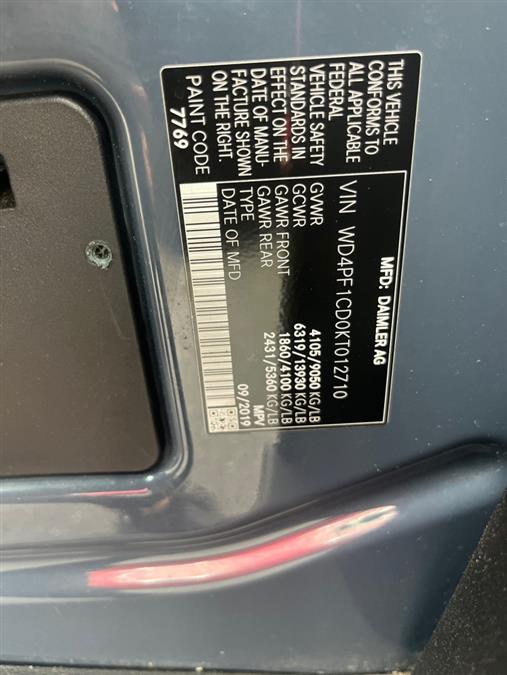 MFD: DAIMLER AG
VIN WD4PF1CD0KT012710
GVWR 4105/9050 KG/LB
GCWR 6319/13930 KG/LB
GAWR FRONT 1860/4100 KG/LB
GAWR REAR 2431/5360 KG/LB
TYPE MPV
DATE OF MFD 09/2019
THIS VEHICLE
CONFORMS TO
ALL APPLICABLE
FEDERAL
VEHICLE SAFETY
STANDARDS IN
EFFECT ON THE
DATE OF MANU-
FACTURE SHOWN
ON THE RIGHT.
PAINT CODE
7769